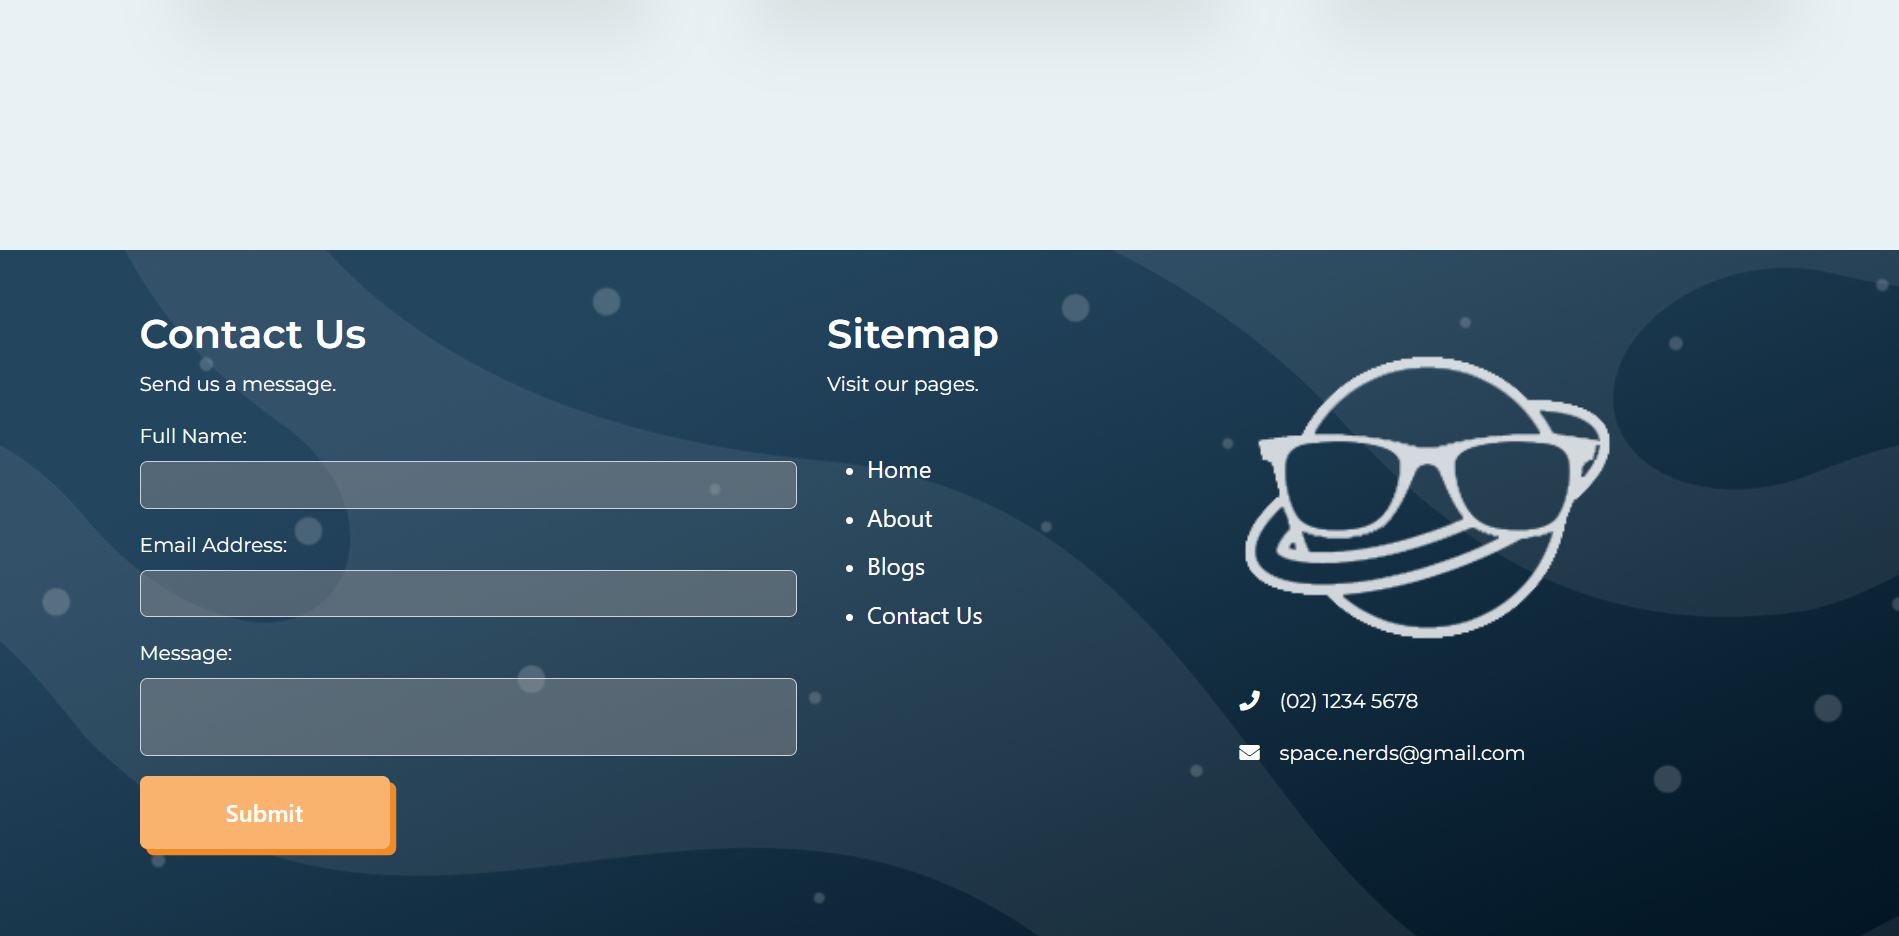 Contact Us
Send us a message.
Full Name:
Email Address:
Message:
Submit
Sitemap
Visit our pages.
Home
About
Blogs
Contact Us
(02) 1234 5678
space.nerds@gmail.com